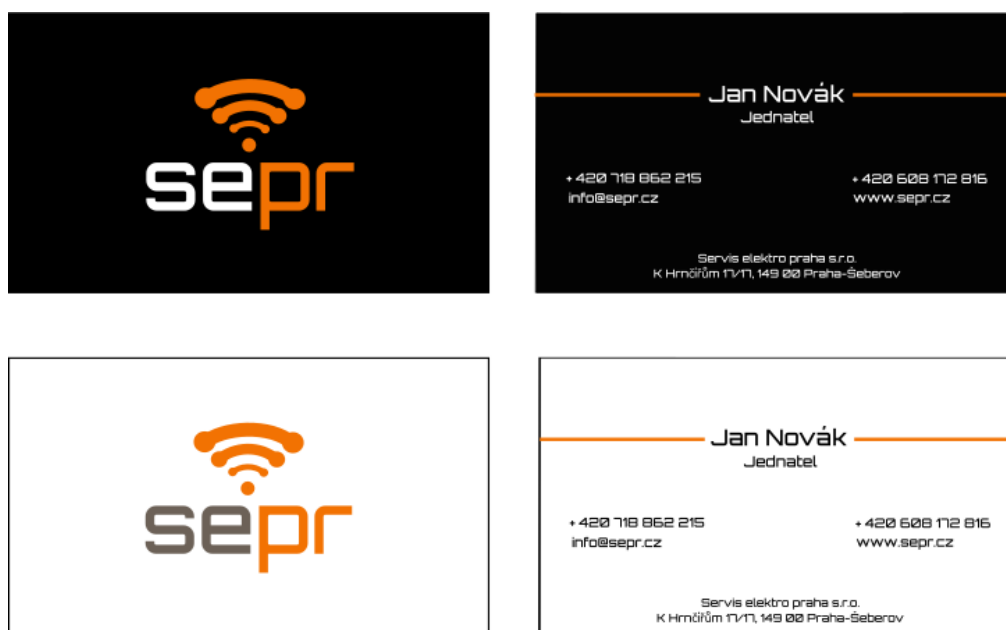 sepr
Jan Novák
Jednatel
+ 420 718 862 215
+ 420 608 172 816
info@sepr.cz
www.sepr.cz
Servis elektro praha s.r.o.
K Hrnčířům 17/17, 149 00 Praha-Šeberov
sepr
Jan Novák
Jednatel
+ 420 718 862 215
+ 420 608 172 816
info@sepr.cz
www.sepr.cz
Servis elektro praha s.r.o.
K Hrnčířům 17/17, 149 00 Praha-Šeberov